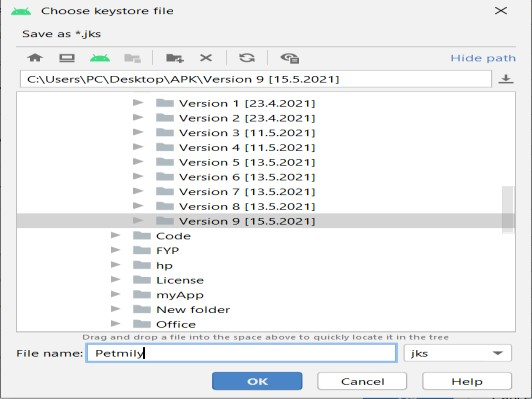 Choose keystore file
Save as *.jks
Hide path
C:\Users\PC\Desktop\APK\Version 9 [15.5.2021]
Version 1 [23.4.2021]
Version 2 [23.4.2021]
Version 3 [11.5.2021]
Version 4 [11.5.2021]
Version 5 [13.5.2021]
Version 6 [13.5.2021]
Version 7 [13.5.2021]
Version 8 [13.5.2021]
Version 9 [15.5.2021]
Code
FYP
hp
License
myApp
New folder
Office
Drag and drop a file into the space above to quickly locate it in the tree
File name: Petmily jks
OK Cancel Help